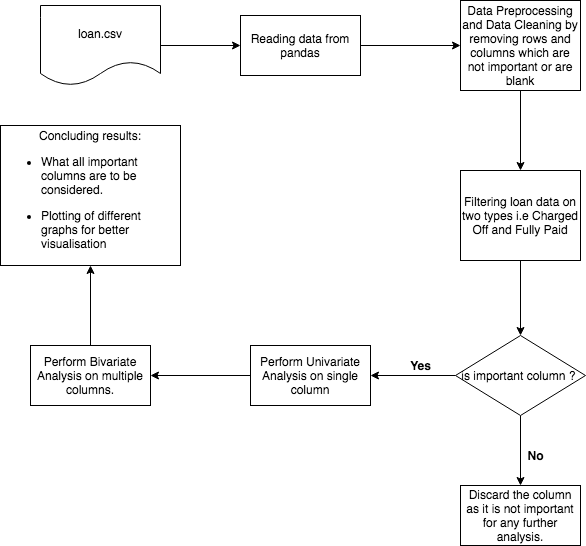 loan.csv
Reading data from
pandas
Data Preprocessing
and Data Cleaning by
removing rows and
columns which are
not important or are
blank
Filtering loan data on
two types i.e Charged
Off and Fully Paid
is important column ?
Yes
No
Discard the column
as it is not important
for any further
analysis.
Perform Univariate
Analysis on single
column
Perform Bivariate
Analysis on multiple
columns.
Concluding results:
• What all important
columns are to be
considered.
• Plotting of different
graphs for better
visualisation